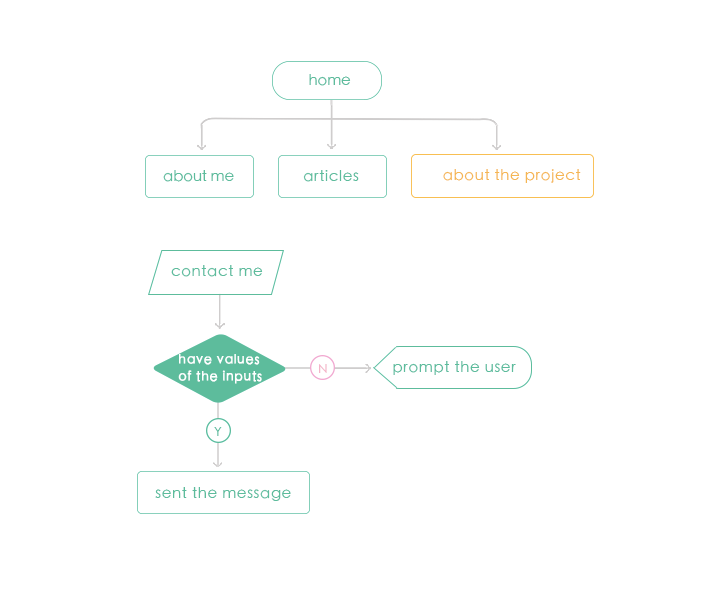 home
about me
articles
about the project
contact me
have values
of the inputs
N
prompt the user
Y
sent the message